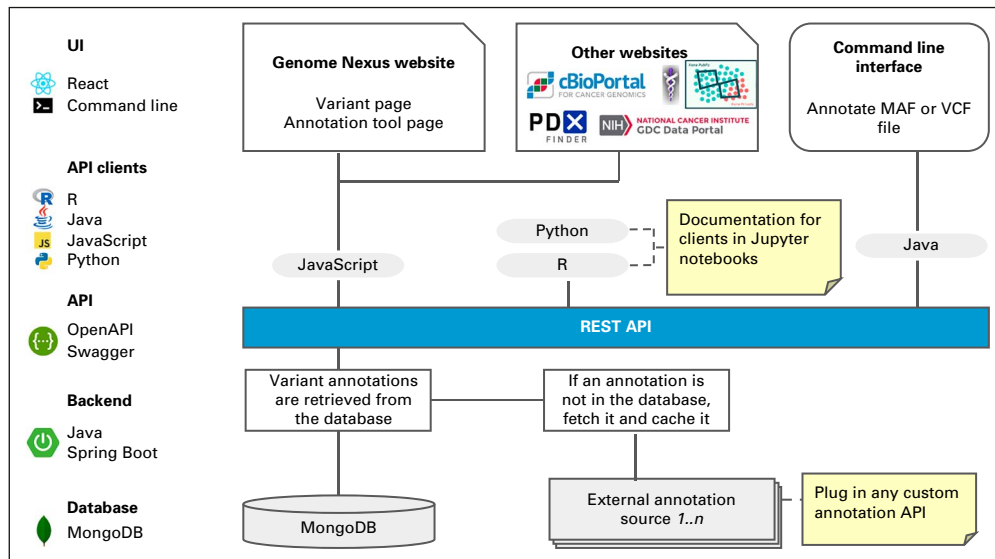 UI
React
Command line
API clients
R
Java
JavaScript
JS
Python
API
OpenAPI
Swagger
Backend
Java
Spring Boot
Database
MongoDB
Genome Nexus website
Variant page
Annotation tool page
Other websites
cBioPortal
FOR CANCER GENOMICS
PDX
FINDER
NIH
NATIONAL CANCER INSTITUTE
GDC Data Portal
Command line
interface
Annotate MAF or VCF
file
JavaScript
Python
R
Documentation for
clients in Jupyter
notebooks
Java
REST API
Variant annotations
are retrieved from
the database
If an annotation is
not in the database,
fetch it and cache it
MongoDB
External annotation
source 1..n
Plug in any custom
annotation API